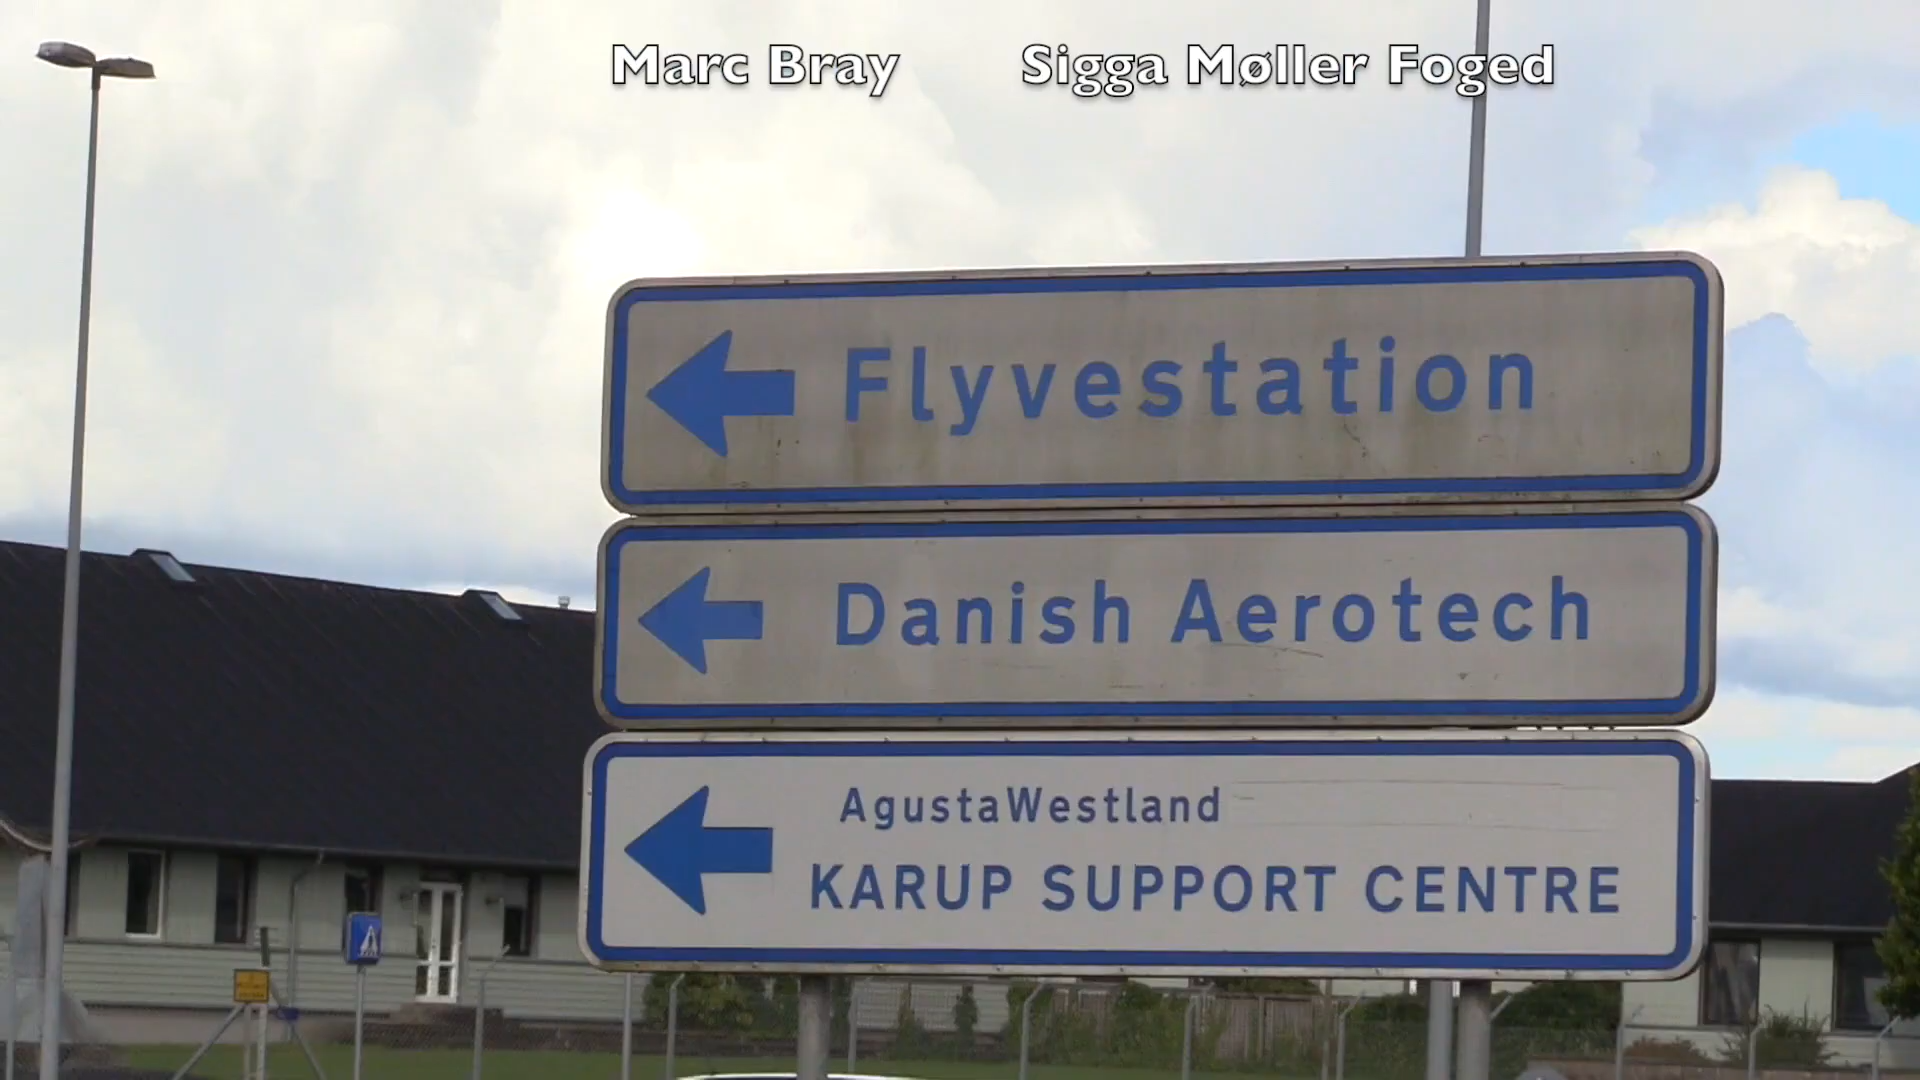 Marc Bray Sigga Møller Foged
Flyvestation
Danish Aerotech
AgustaWestland
KARUP SUPPORT CENTRE